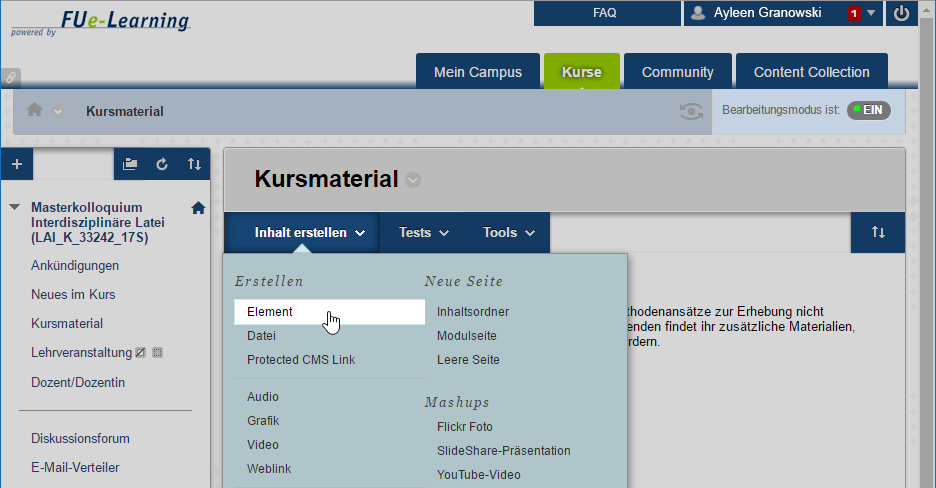 FUe-Learning
powered by
FAQ
Ayleen Granowski
1
Mein Campus
Kurse
Community
Content Collection
Kursmaterial
Bearbeitungsmodus ist:
EIN
Masterkolloquium
Interdisziplinäre Latei
(LAI_K_33242_17S)
Ankündigungen
Neues im Kurs
Kursmaterial
Lehrveranstaltung
Dozent/Dozentin
Diskussionsforum
E-Mail-Verteiler
Kursmaterial
Inhalt erstellen
Tests
Tools
Erstellen
Element
Datei
Protected CMS Link
Audio
Grafik
Video
Weblink
Neue Seite
Inhaltsordner
Modulseite
Leere Seite
Mashups
Flickr Foto
SlideShare-Präsentation
YouTube-Video
thodenansätze zur Erhebung nicht
enden findet ihr zusätzliche Materialien,
rdern.